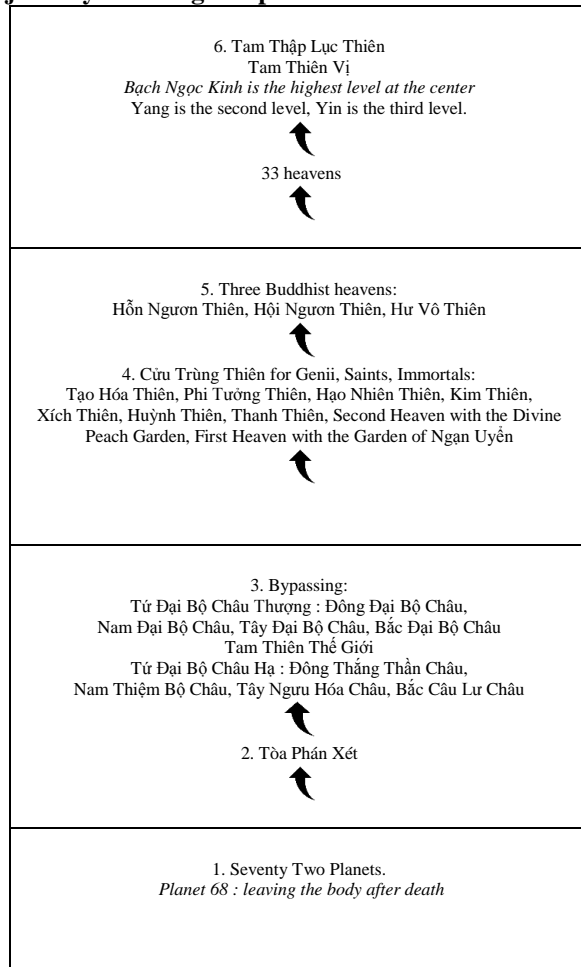 6. Tam Thập Lục Thiên
Tam Thiên Vị
Bạch Ngọc Kinh is the highest level at the center
Yang is the second level, Yin is the third level.
33 heavens
5. Three Buddhist heavens:
Hỗn Ngươn Thiên, Hội Ngươn Thiên, Hư Vô Thiên
4. Cửu Trùng Thiên for Genii, Saints, Immortals:
Tạo Hóa Thiên, Phi Tưởng Thiên, Hạo Nhiên Thiên, Kim Thiên,
Xích Thiên, Huỳnh Thiên, Thanh Thiên, Second Heaven with the Divine
Peach Garden, First Heaven with the Garden of Ngạn Uyển
3. Bypassing:
Tứ Đại Bộ Châu Thượng : Đông Đại Bộ Châu,
Nam Đại Bộ Châu, Tây Đại Bộ Châu, Bắc Đại Bộ Châu
Tam Thiên Thế Giới
Tứ Đại Bộ Châu Hạ : Đông Thắng Thần Châu,
Nam Thiệm Bộ Châu, Tây Ngưu Hóa Châu, Bắc Câu Lư Châu
2. Tòa Phán Xét
1. Seventy Two Planets.
Planet 68 : leaving the body after death